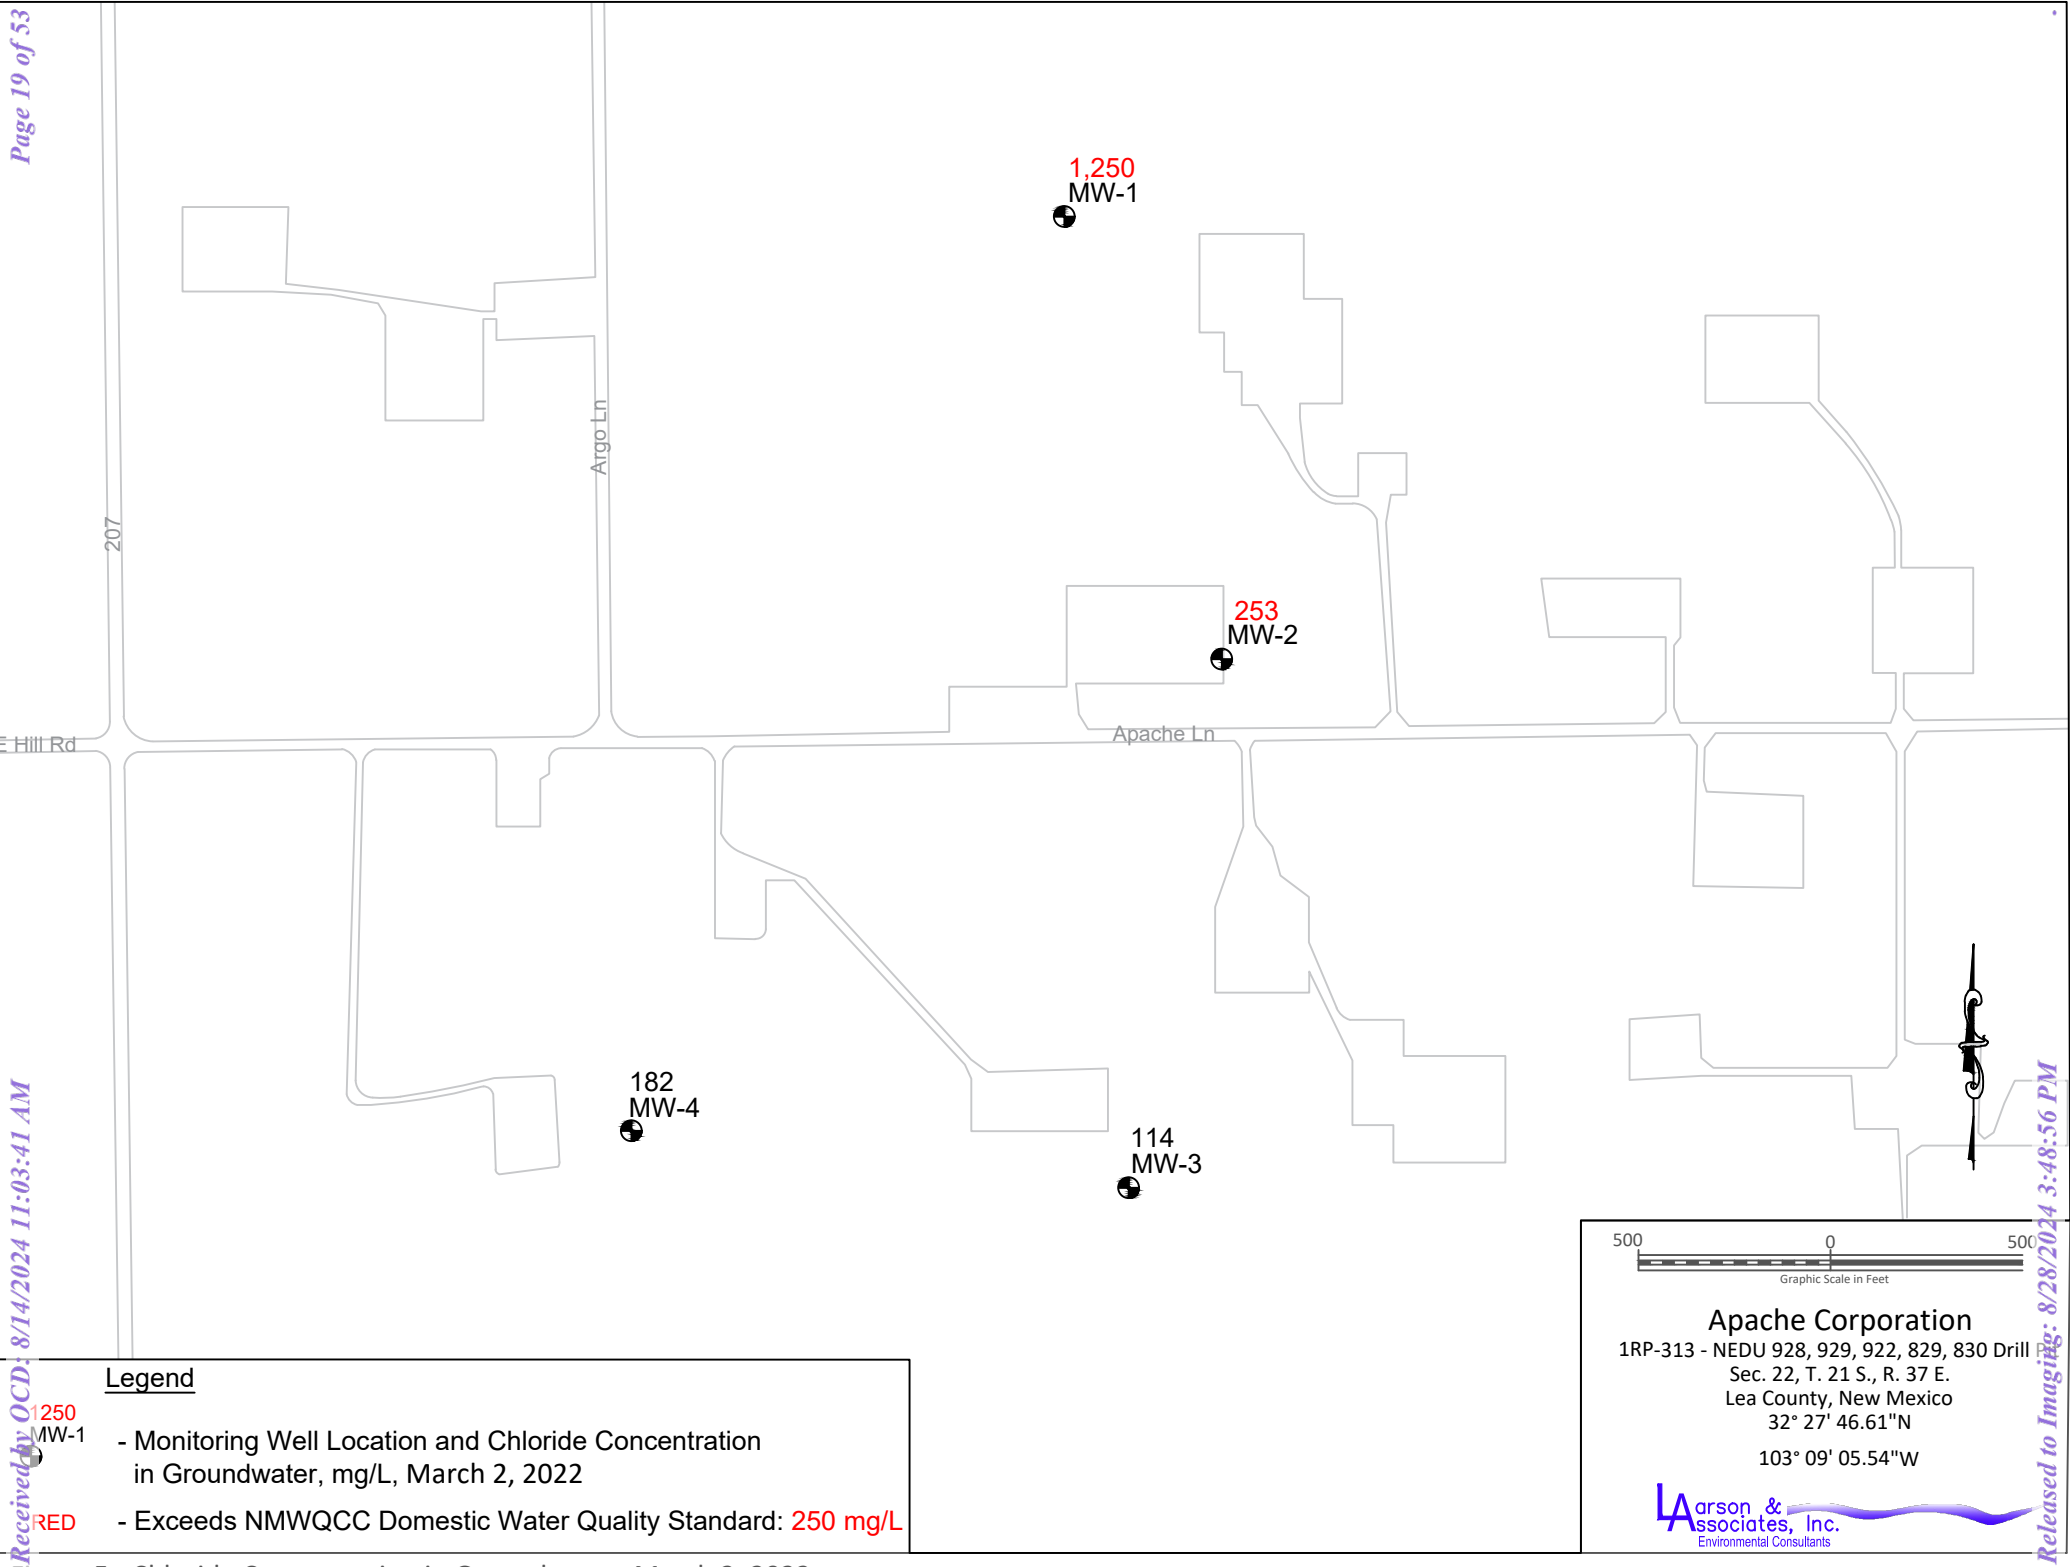 Page 19 of 53
1,250
MW-1
Argo Ln
207
253
MW-2
E Hill Rd
Apache Ln
182
MW-4
114
MW-3
Received by OCD: 8/14/2024 11:03:41 AM
Released to Imaging: 8/28/2024 3:48:56 PM
500 0 500
Graphic Scale in Feet
Apache Corporation
1RP-313 - NEDU 928, 929, 922, 829, 830 Drill
Sec. 22, T. 21 S., R. 37 E.
Lea County, New Mexico
32° 27' 46.61"N
103° 09' 05.54"W
Larson &
Associates, Inc.
Environmental Consultants
Legend
1250
MW-1
- Monitoring Well Location and Chloride Concentration
in Groundwater, mg/L, March 2, 2022
RED - Exceeds NMWQCC Domestic Water Quality Standard: 250 mg/L